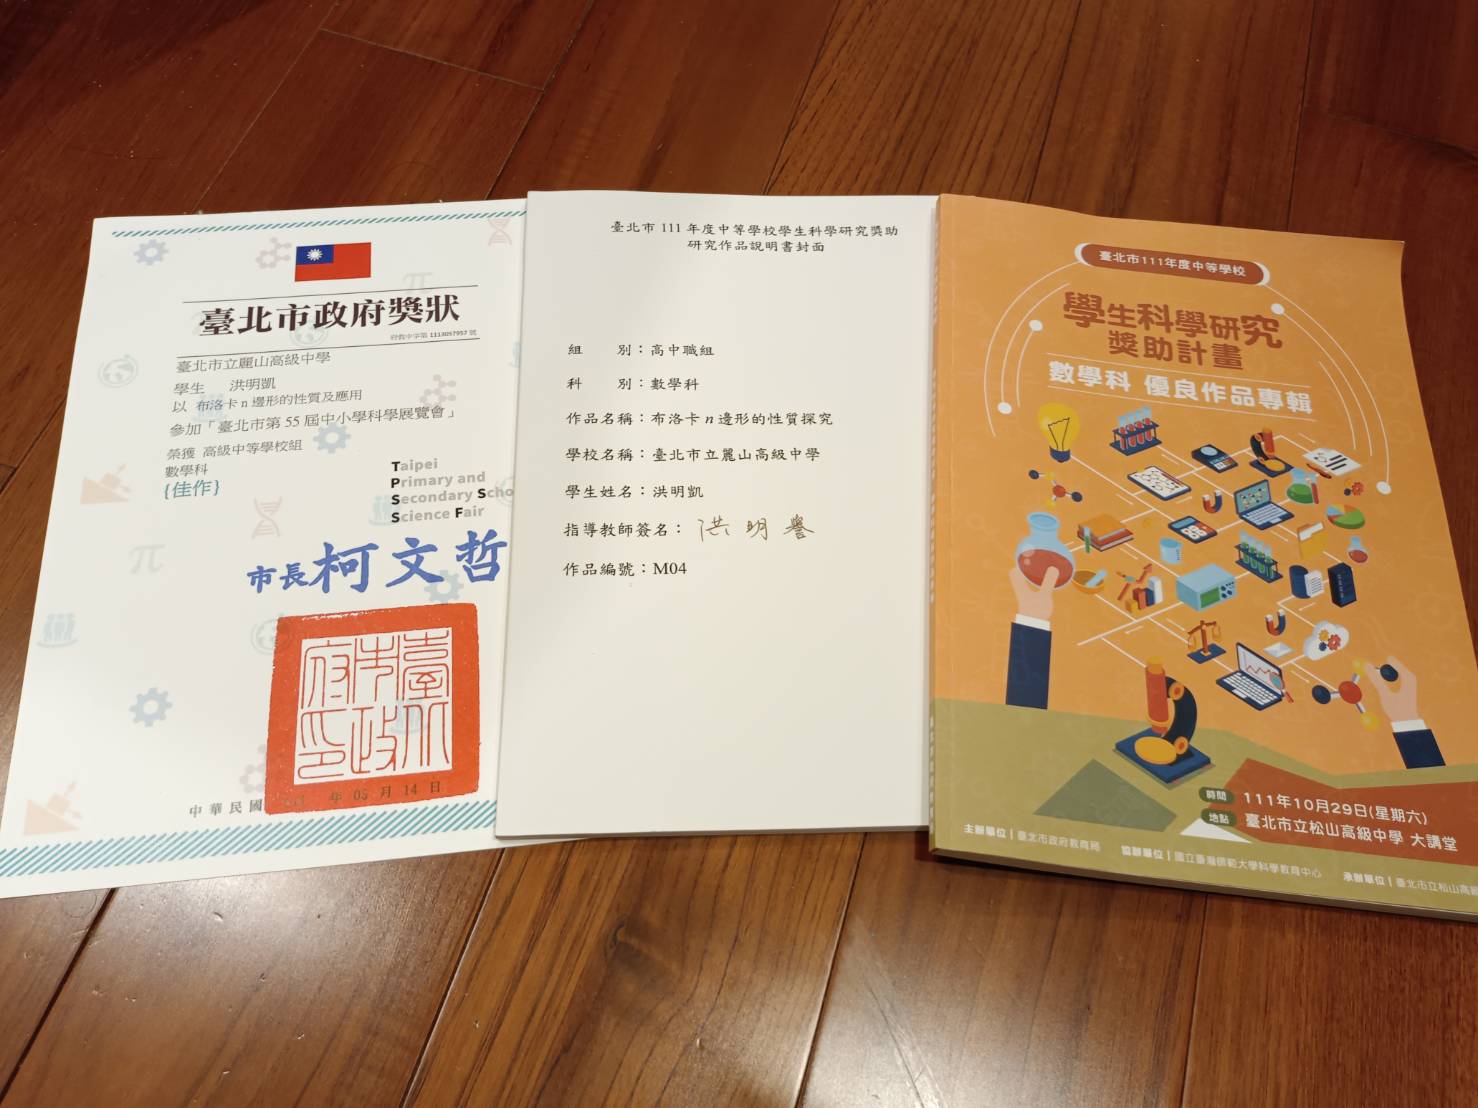 臺北市政府獎狀
府教中字第 1113057957 號
臺北市立麗山高級中學
學生 洪明凱
以 布洛卡 n 邊形的性質及應用
參加「臺北市第 55 屆中小學科學展覽會」
榮獲 高級中等學校組
數學科
{佳作}
Taipei
Primary and
Secondary Scho
Science Fair
市長 柯文哲
臺北市政府印
中華民國 年 05 月 14 日
臺北市 111 年度中等學校學生科學研究獎助
研究作品說明書封面
組 別：高中職組
科 別：數學科
作品名稱：布洛卡 n 邊形的性質探究
學校名稱：臺北市立麗山高級中學
學生姓名：洪明凱
指導教師簽名： 洪明譽
作品編號：M04
臺北市111年度中等學校
學生科學研究
獎助計畫
數學科 優良作品專輯
時間 111年10月29日(星期六)
地點 臺北市立松山高級中學 大講堂
主辦單位｜臺北市政府教育局
協辦單位｜國立臺灣師範大學科學教育中心
承辦單位｜臺北市立松山高級